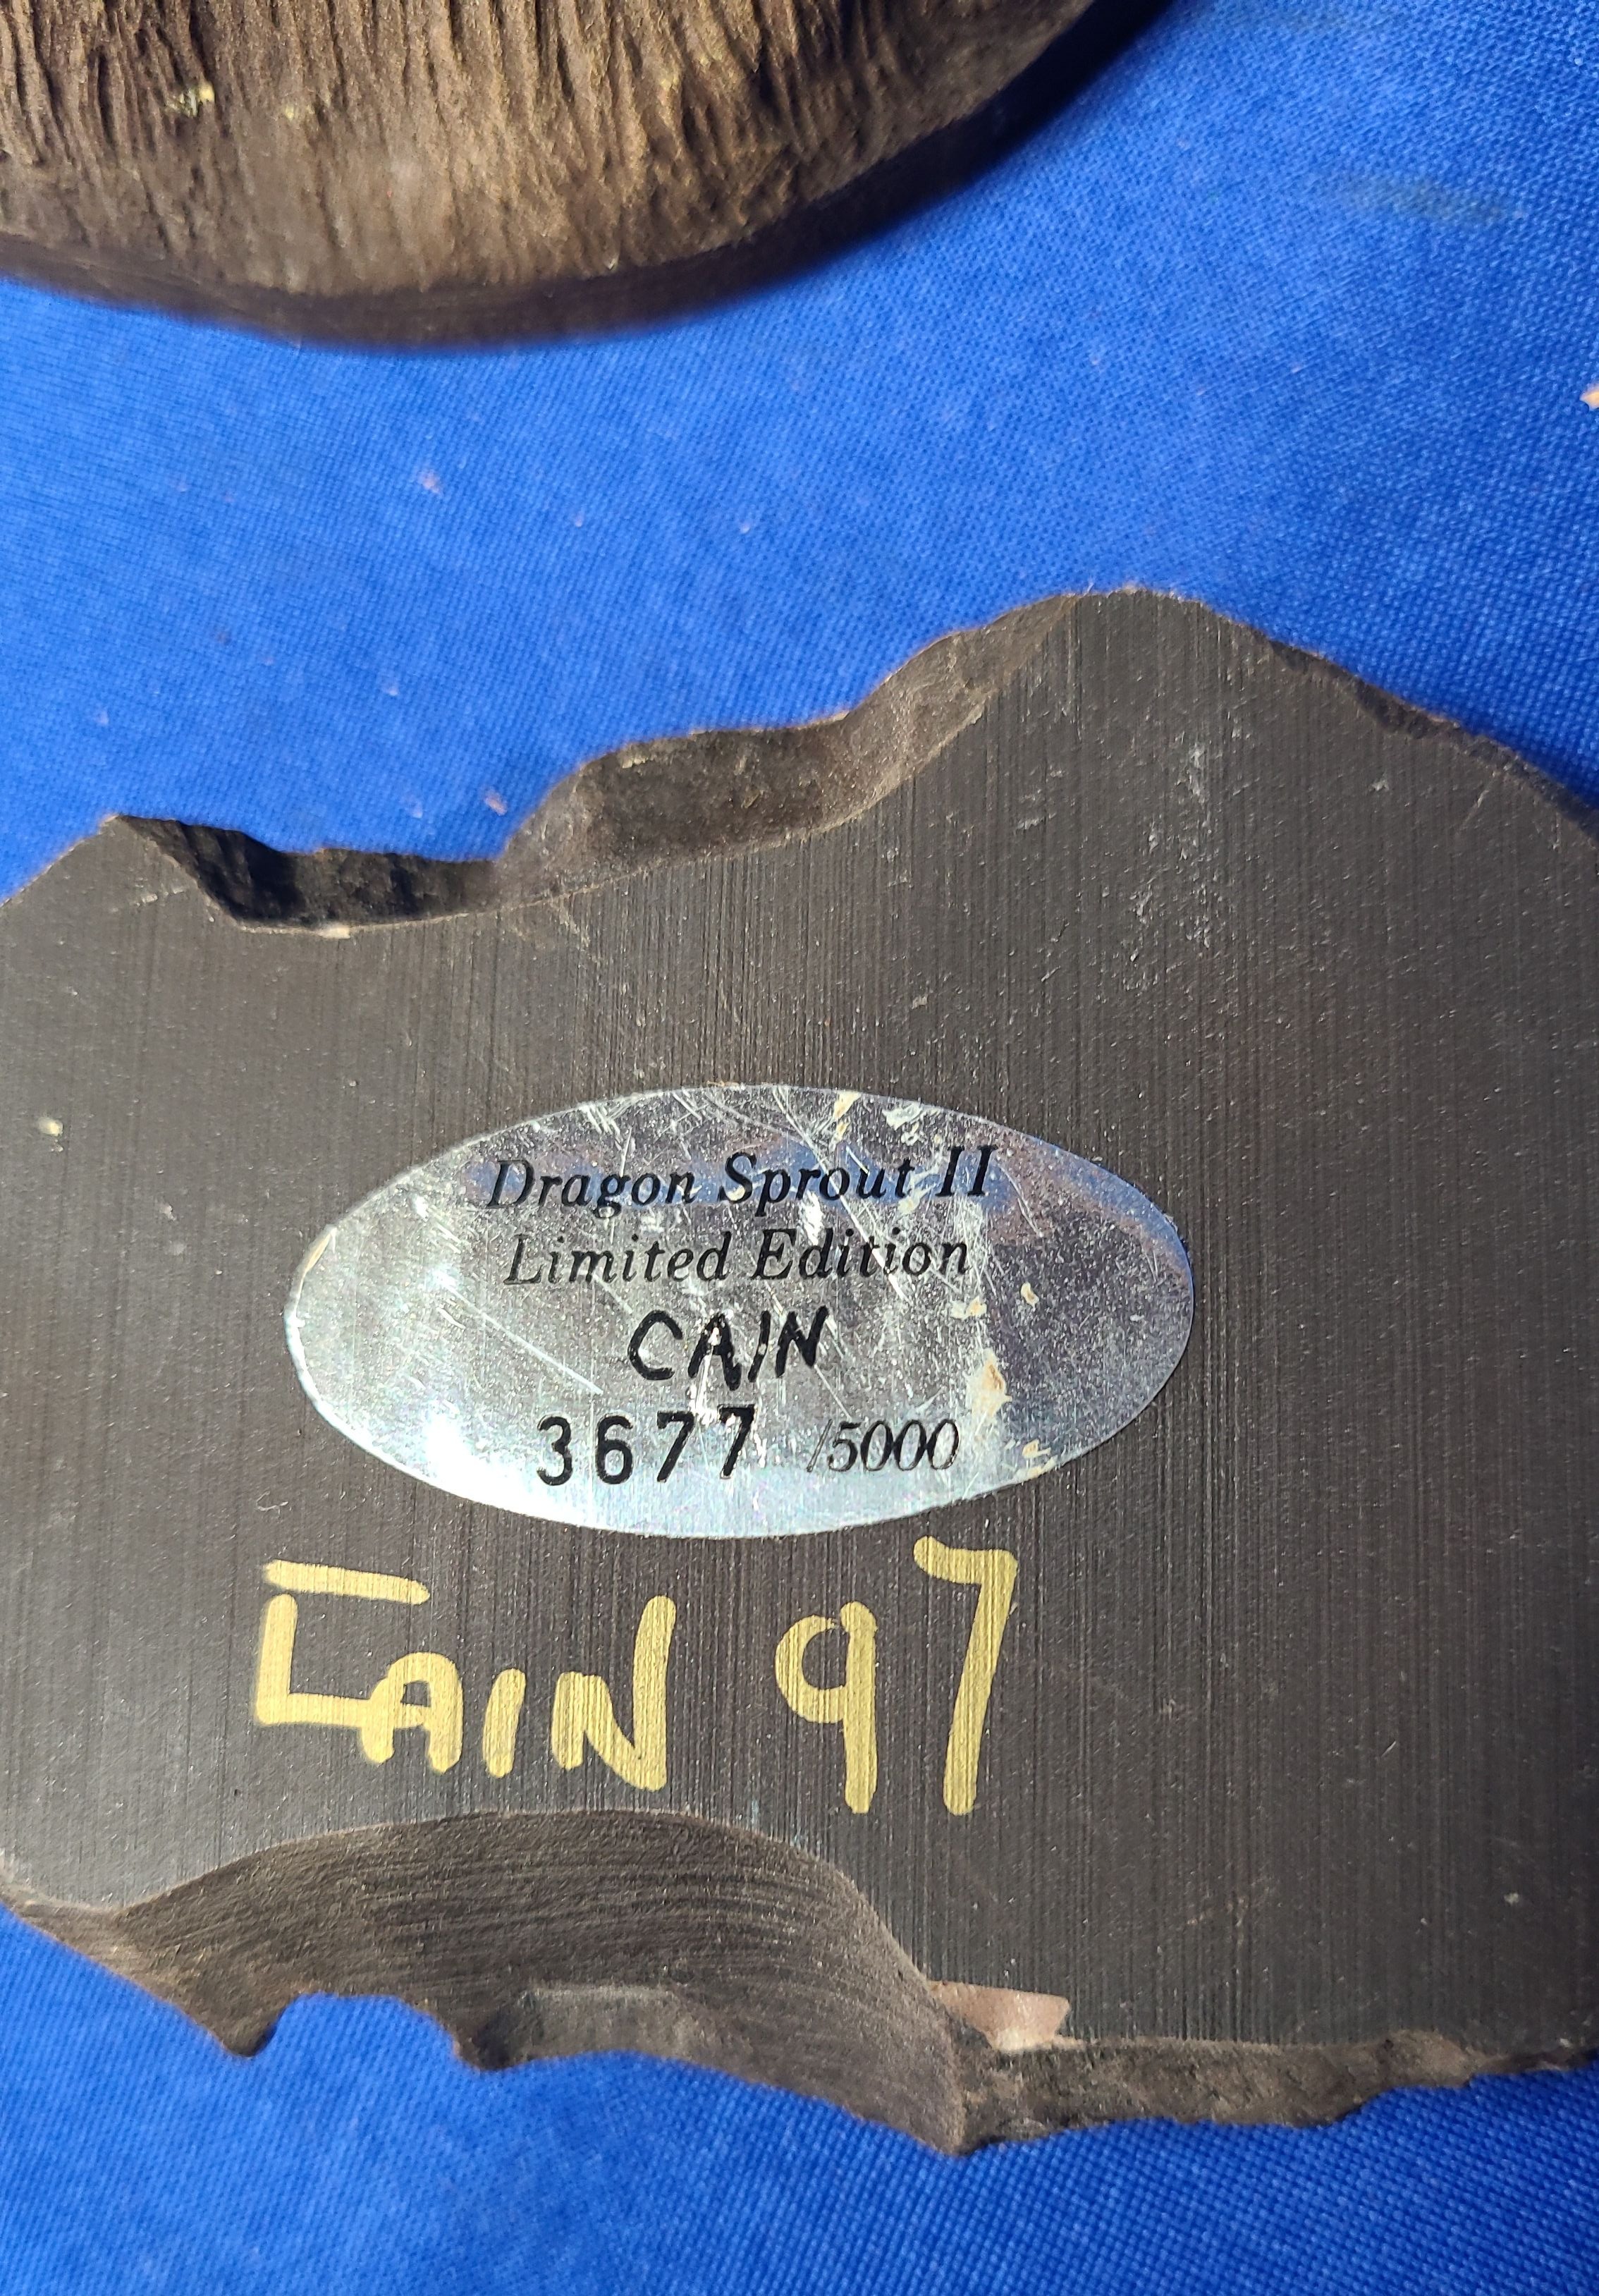 Dragon Sprout II
Limited Edition
CAIN
3677 /5000
CAIN 97